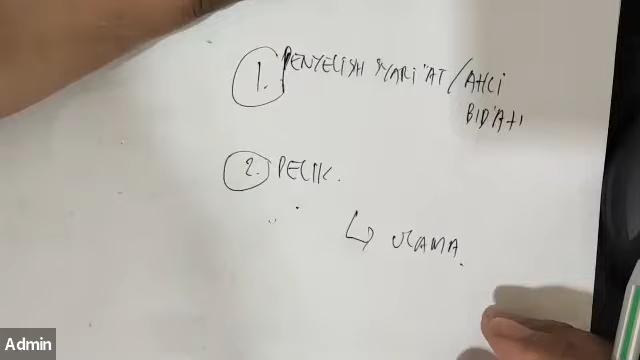 1. PENYELISIH SYARI'AT / AHLI
BID'AH
2. PELIK.
↳ ULAMA.
Admin